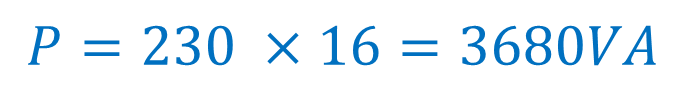 P = 230 × 16 = 3680VA